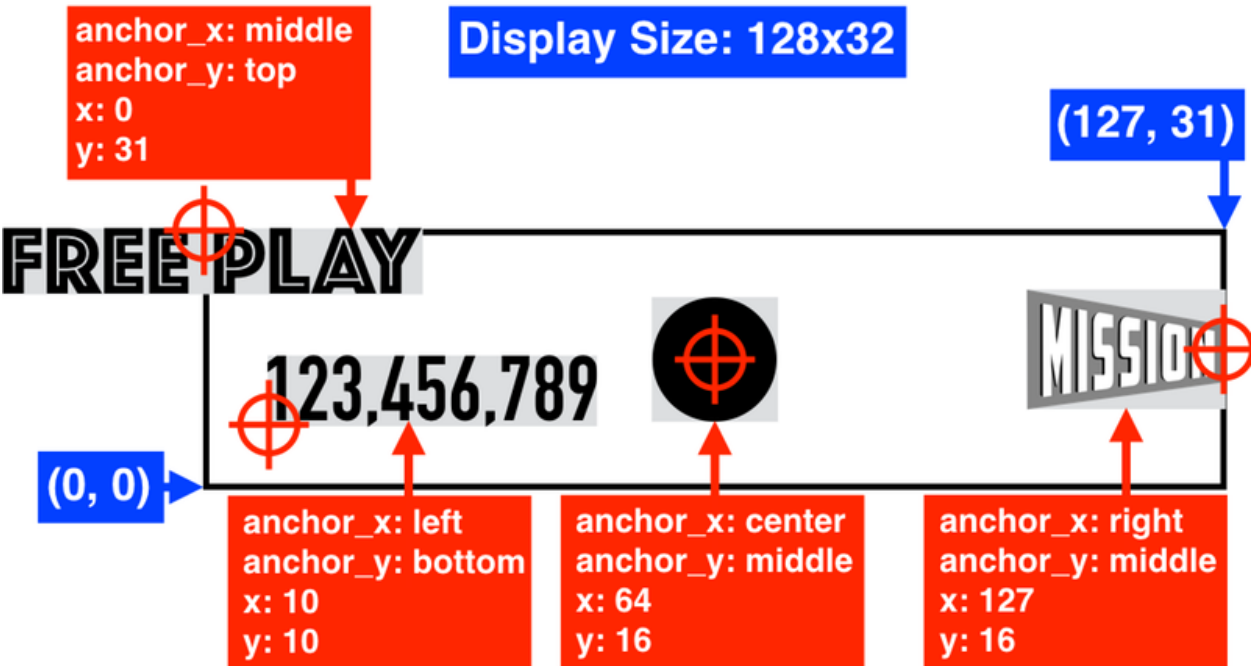 anchor_x: middle
anchor_y: top
x: 0
y: 31
Display Size: 128x32
(127, 31)
FREE PLAY
123,456,789
MISSION
(0, 0)
anchor_x: left
anchor_y: bottom
x: 10
y: 10
anchor_x: center
anchor_y: middle
x: 64
y: 16
anchor_x: right
anchor_y: middle
x: 127
y: 16